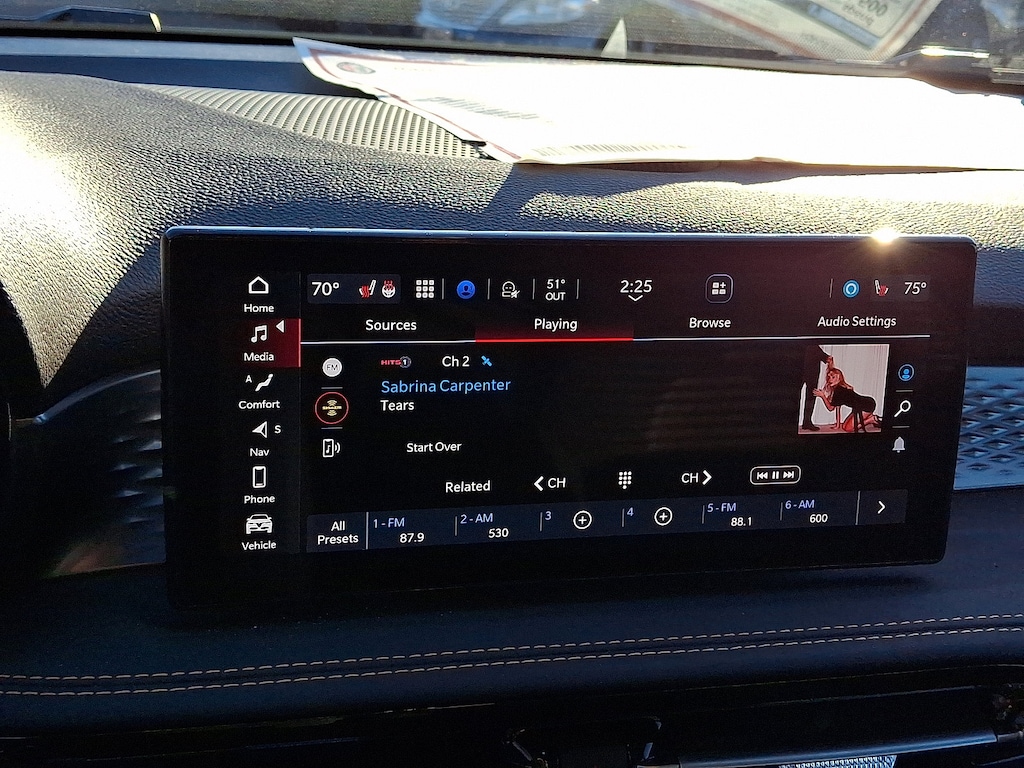 70°
51°
OUT
2:25
75°
Home
Media
A
Comfort
S
Nav
Phone
Vehicle
Sources
Playing
Browse
Audio Settings
FM
HITS 1
Ch 2
Sabrina Carpenter
Tears
Start Over
Related
CH
CH
All
Presets
1 - FM
87.9
2 - AM
530
3
4
5 - FM
88.1
6 - AM
600